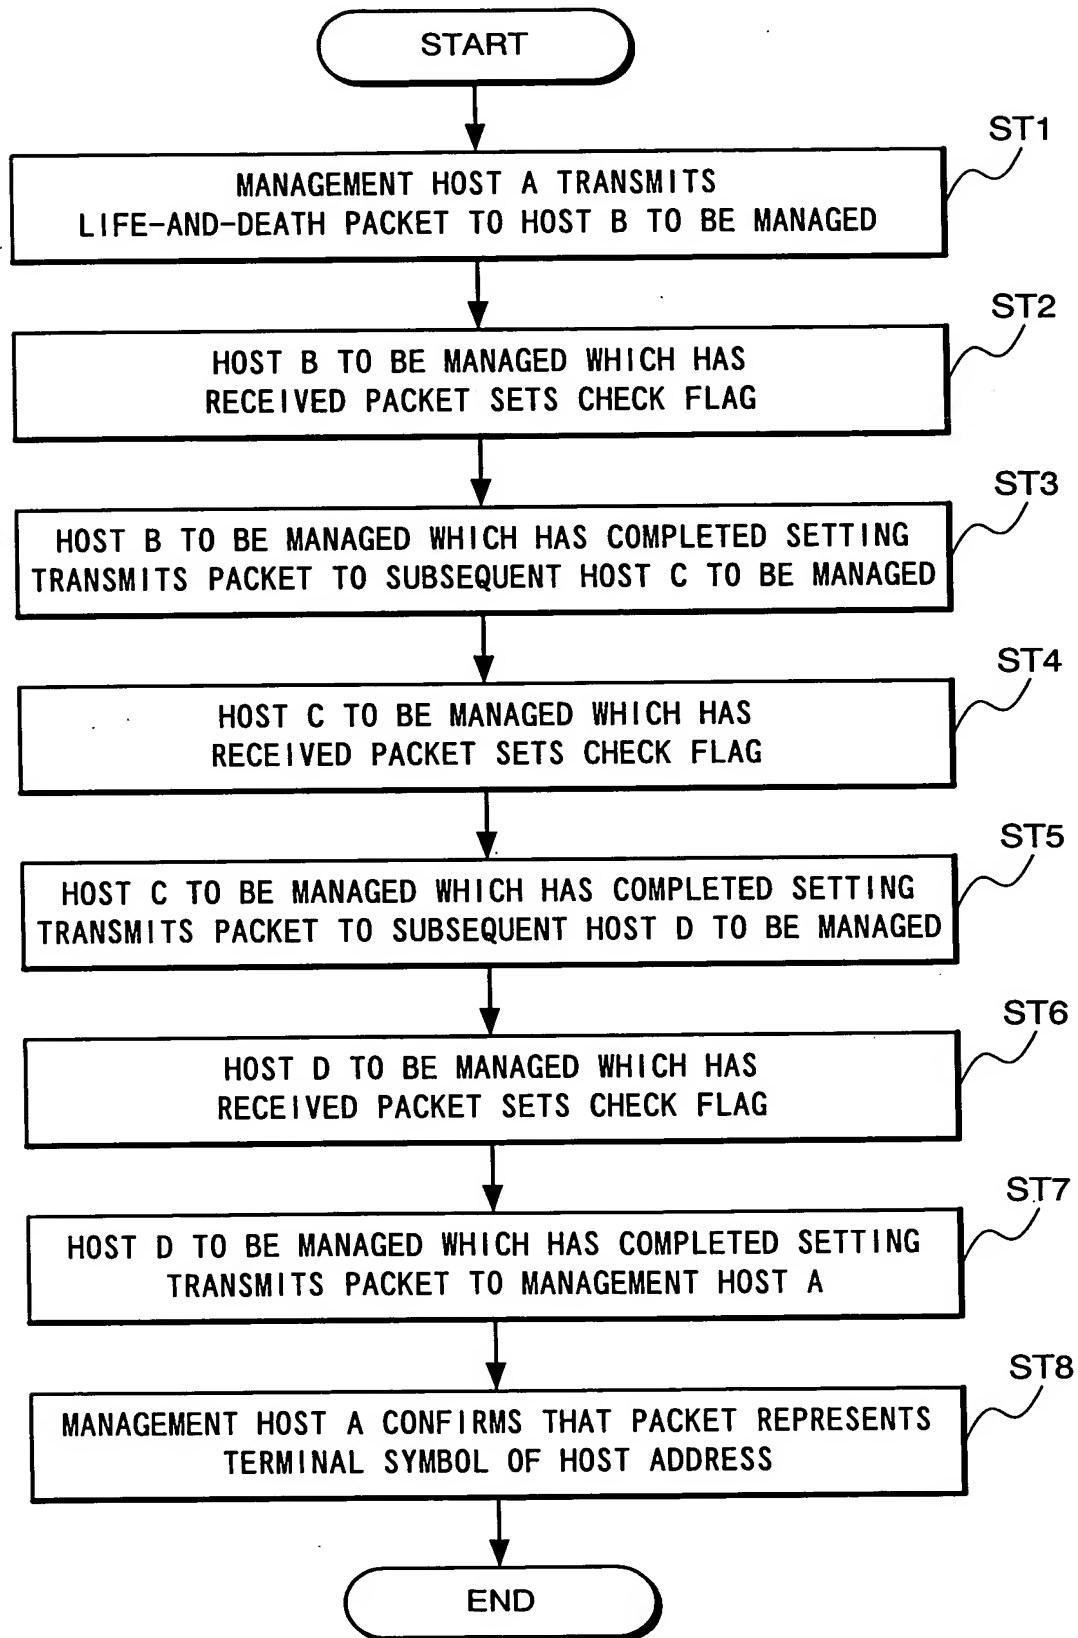 START
ST1
MANAGEMENT HOST A TRANSMITS
LIFE-AND-DEATH PACKET TO HOST B TO BE MANAGED
ST2
HOST B TO BE MANAGED WHICH HAS
RECEIVED PACKET SETS CHECK FLAG
ST3
HOST B TO BE MANAGED WHICH HAS COMPLETED SETTING
TRANSMITS PACKET TO SUBSEQUENT HOST C TO BE MANAGED
ST4
HOST C TO BE MANAGED WHICH HAS
RECEIVED PACKET SETS CHECK FLAG
ST5
HOST C TO BE MANAGED WHICH HAS COMPLETED SETTING
TRANSMITS PACKET TO SUBSEQUENT HOST D TO BE MANAGED
ST6
HOST D TO BE MANAGED WHICH HAS
RECEIVED PACKET SETS CHECK FLAG
ST7
HOST D TO BE MANAGED WHICH HAS COMPLETED SETTING
TRANSMITS PACKET TO MANAGEMENT HOST A
ST8
MANAGEMENT HOST A CONFIRMS THAT PACKET REPRESENTS
TERMINAL SYMBOL OF HOST ADDRESS
END